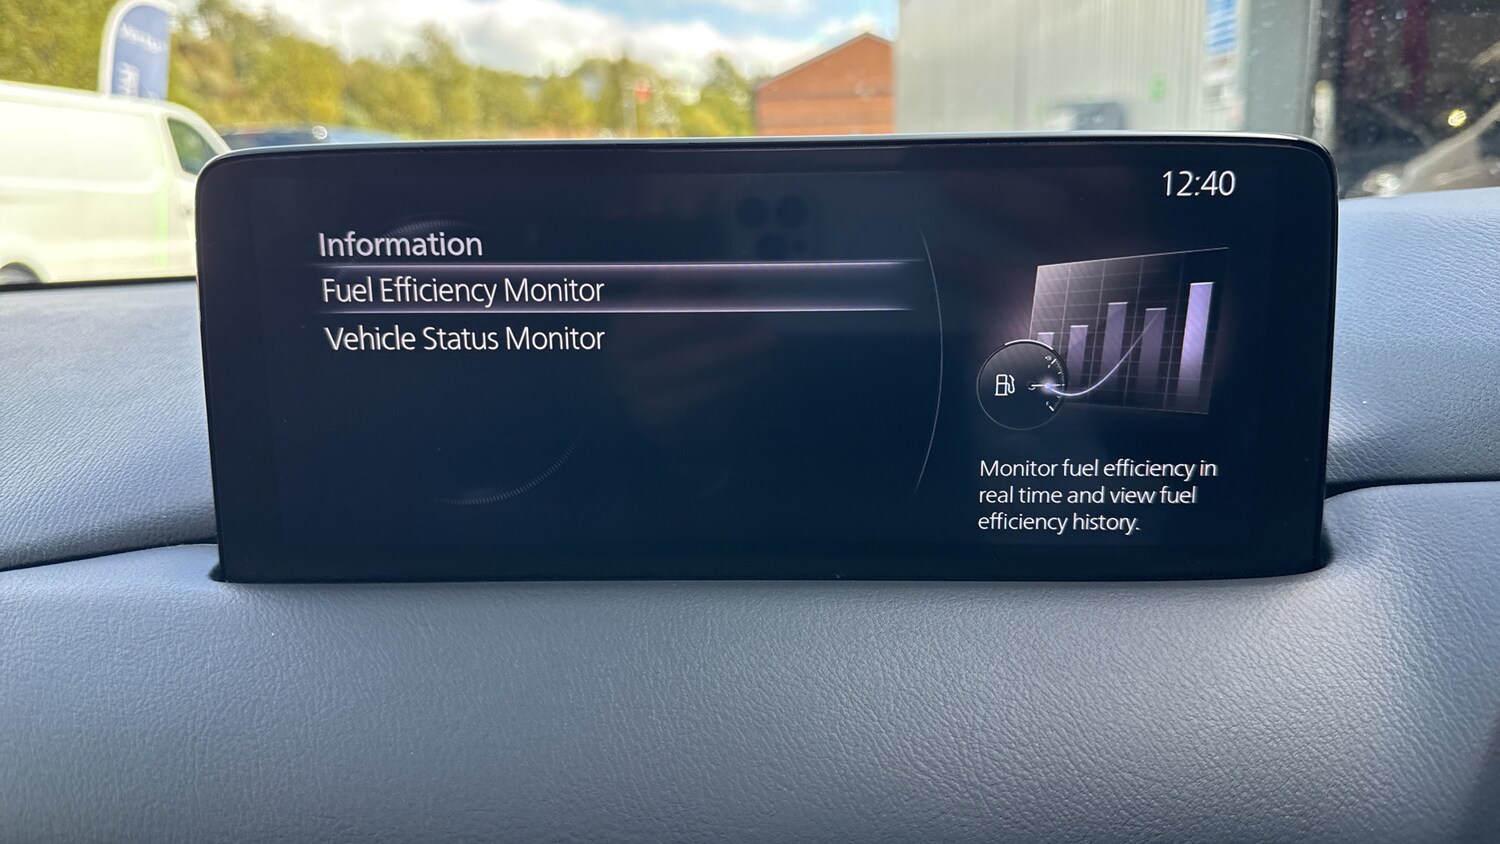 12:40
Information
Fuel Efficiency Monitor
Vehicle Status Monitor
Monitor fuel efficiency in
real time and view fuel
efficiency history.